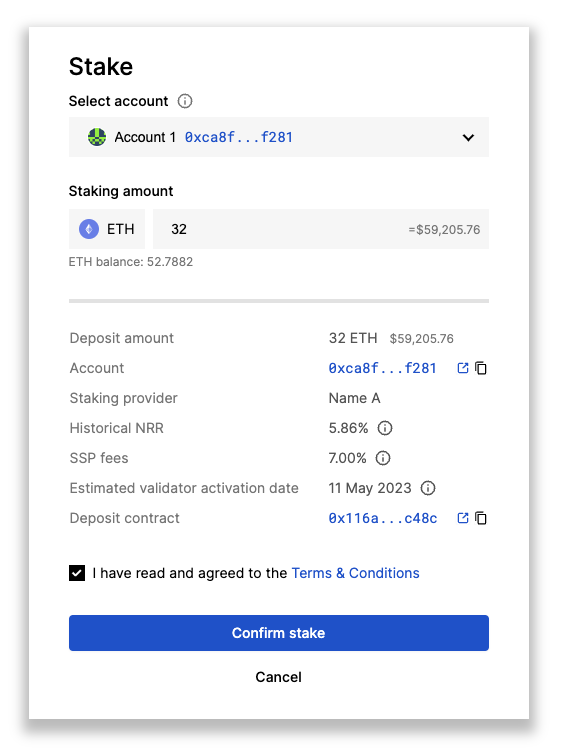 Stake
Select account
Account 1 0xca8f...f281
Staking amount
ETH 32 =$59,205.76
ETH balance: 52.7882
Deposit amount 32 ETH $59,205.76
Account 0xca8f...f281
Staking provider Name A
Historical NRR 5.86%
SSP fees 7.00%
Estimated validator activation date 11 May 2023
Deposit contract 0x116a...c48c
I have read and agreed to the Terms & Conditions
Confirm stake
Cancel